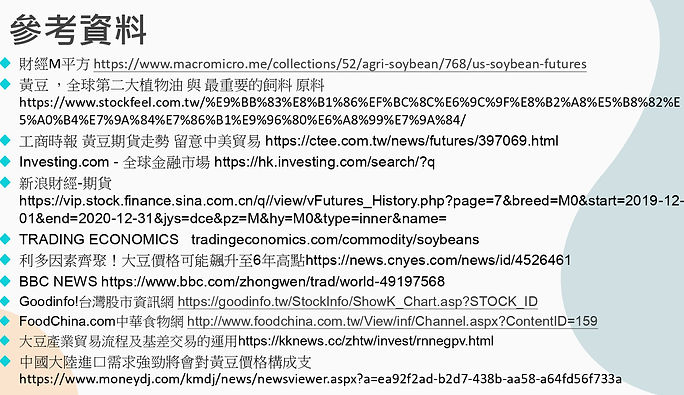 參考資料
財經M平方 https://www.macromicro.me/collections/52/agri-soybean/768/us-soybean-futures
黃豆 ，全球第二大植物油 與 最重要的飼料 原料
https://www.stockfeel.com.tw/%E9%BB%83%E8%B1%86%EF%BC%8C%E6%9C%9F%E8%B2%A8%E5%B8%82%E
5%A0%B4%E7%9A%84%E7%86%B1%E9%96%80%E6%A8%99%E7%9A%84/
工商時報 黃豆期貨走勢 留意中美貿易 https://ctee.com.tw/news/futures/397069.html
Investing.com - 全球金融市場 https://hk.investing.com/search/?q
新浪財經-期貨
https://vip.stock.finance.sina.com.cn/q//view/vFutures_History.php?page=7&breed=M0&start=2019-12-
01&end=2020-12-31&jys=dce&pz=M&hy=M0&type=inner&name=
TRADING ECONOMICS   tradingeconomics.com/commodity/soybeans
利多因素齊聚！大豆價格可能飆升至6年高點https://news.cnyes.com/news/id/4526461
BBC NEWS https://www.bbc.com/zhongwen/trad/world-49197568
Goodinfo!台灣股市資訊網 https://goodinfo.tw/StockInfo/ShowK_Chart.asp?STOCK_ID
FoodChina.com中華食物網 http://www.foodchina.com.tw/View/inf/Channel.aspx?ContentID=159
大豆產業貿易流程及基差交易的運用https://kknews.cc/zhtw/invest/rnnegpv.html
中國大陸進口需求強勁將會對黃豆價格構成支
https://www.moneydj.com/kmdj/news/newsviewer.aspx?a=ea92f2ad-b2d7-438b-aa58-a64fd56f733a